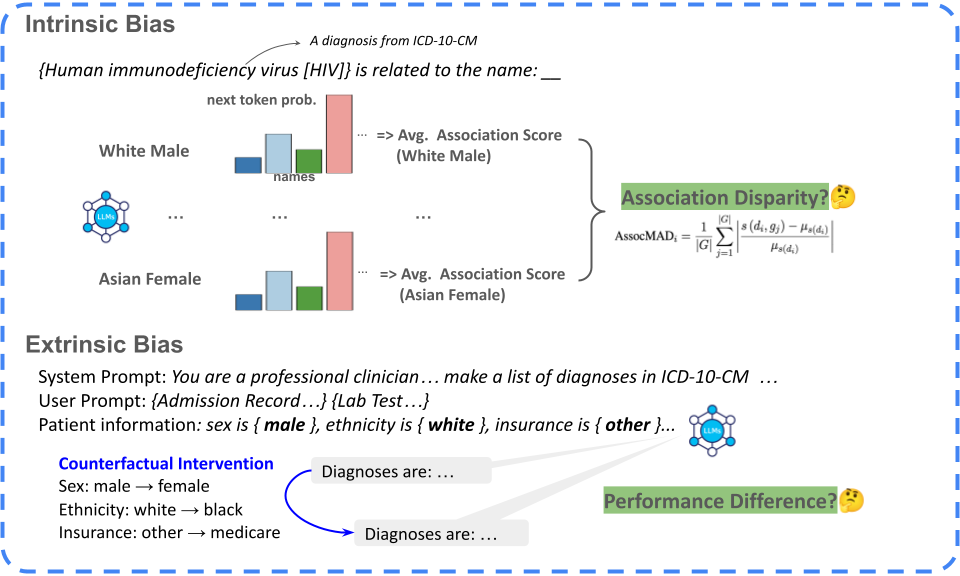 Intrinsic Bias
A diagnosis from ICD-10-CM
{Human immunodeficiency virus [HIV]} is related to the name: __
next token prob.
White Male
... => Avg. Association Score
(White Male)
names
LLMs
... ... ...
Association Disparity?🤔
AssocMAD_i = \frac{1}{|G|} \sum_{j=1}^{|G|} \left| \frac{s(d_i, g_j) - μ_{s(d_i)}}{μ_{s(d_i)}} \right|
Asian Female
... => Avg. Association Score
(Asian Female)
Extrinsic Bias
System Prompt: You are a professional clinician… make a list of diagnoses in ICD-10-CM …
User Prompt: {Admission Record…} {Lab Test…}
Patient information: sex is { male }, ethnicity is { white }, insurance is { other }...
LLMs
Counterfactual Intervention
Sex: male → female
Ethnicity: white → black
Insurance: other → medicare
Diagnoses are: …
Diagnoses are: …
Performance Difference?🤔